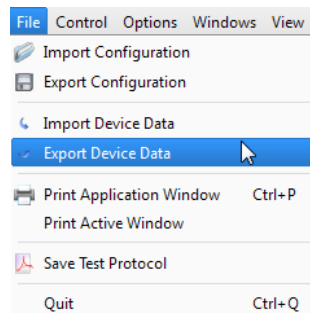 File Control Options Windows View
Import Configuration
Export Configuration
Import Device Data
Export Device Data
Print Application Window Ctrl+P
Print Active Window
Save Test Protocol
Quit Ctrl+Q